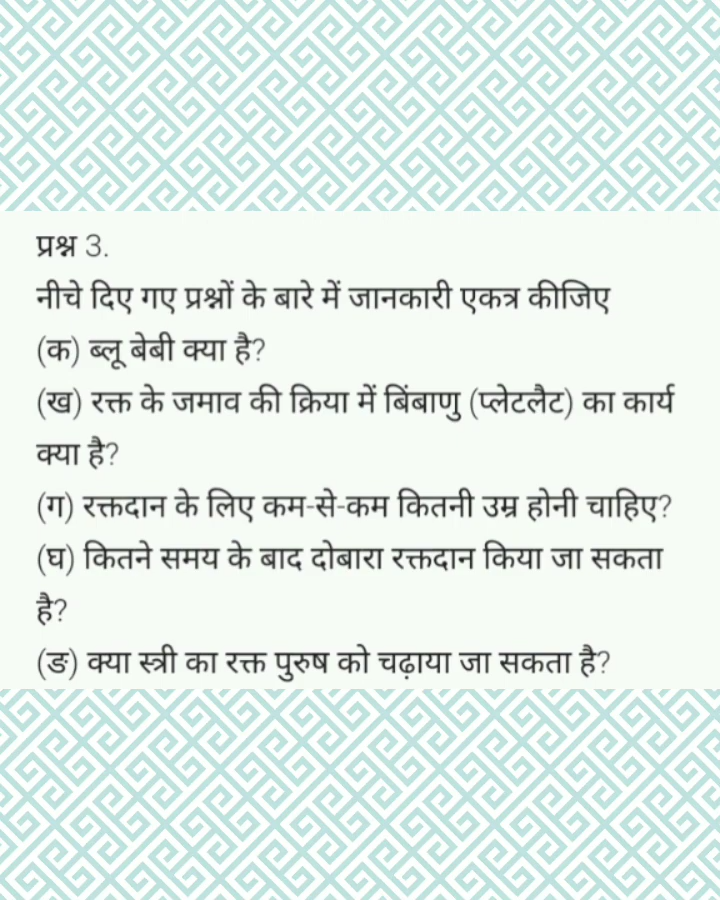 प्रश्न 3.
नीचे दिए गए प्रश्नों के बारे में जानकारी एकत्र कीजिए
(क) ब्लू बेबी क्या है?
(ख) रक्त के जमाव की क्रिया में बिंबाणु (प्लेटलैट) का कार्य
क्या है?
(ग) रक्तदान के लिए कम-से-कम कितनी उम्र होनी चाहिए?
(घ) कितने समय के बाद दोबारा रक्तदान किया जा सकता
है?
(ङ) क्या स्त्री का रक्त पुरुष को चढ़ाया जा सकता है?